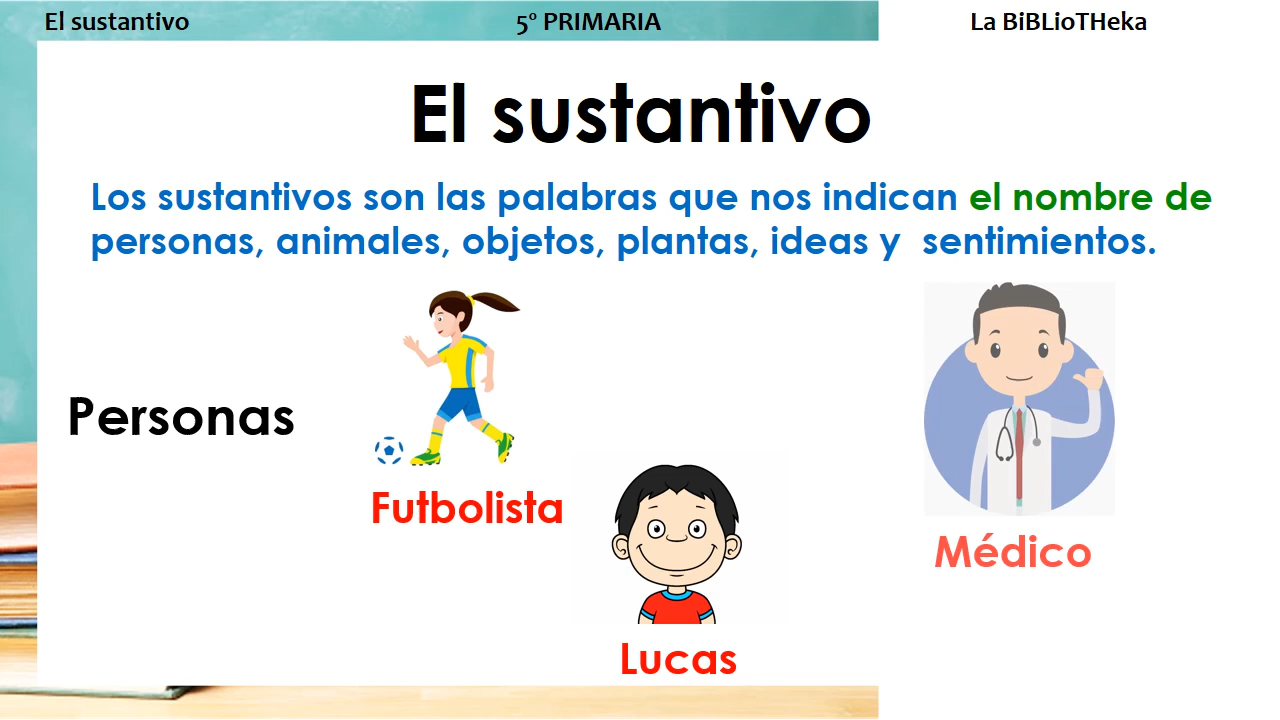 El sustantivo
5º PRIMARIA
La BiBLioTHeka
El sustantivo
Los sustantivos son las palabras que nos indican el nombre de
personas, animales, objetos, plantas, ideas y sentimientos.
Personas
Futbolista
Médico
Lucas